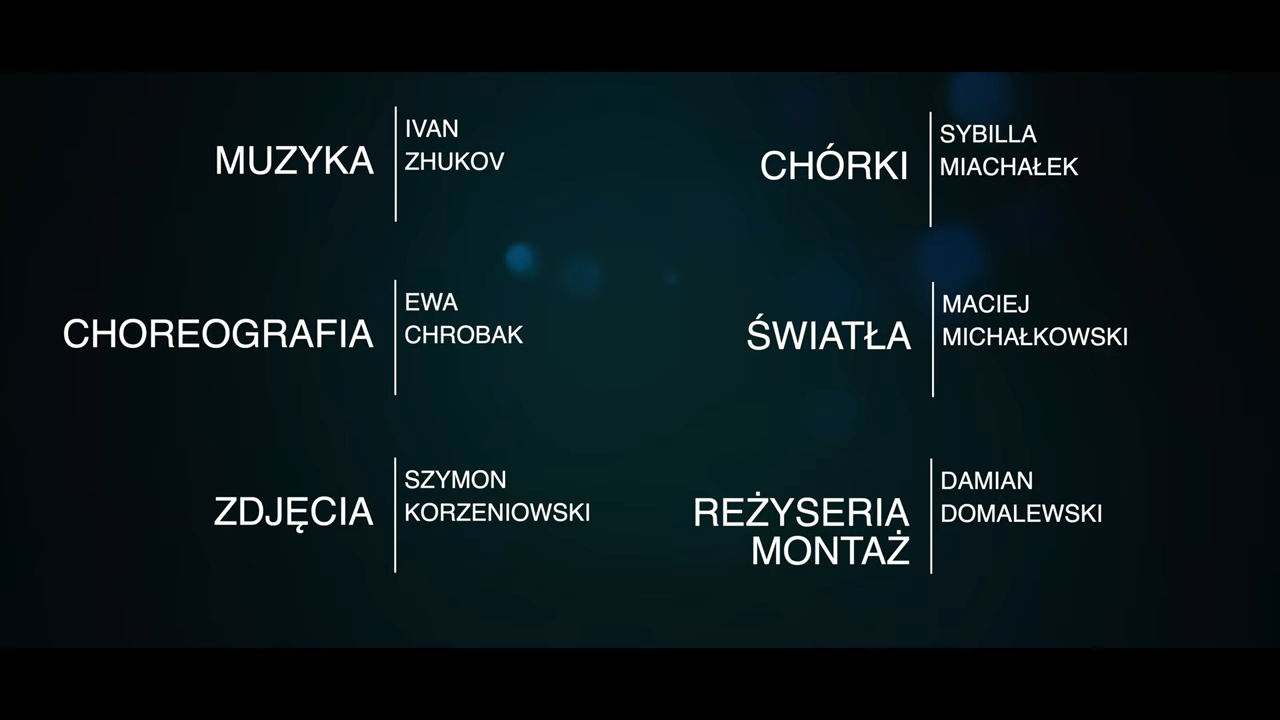 MUZYKA
IVAN
ZHUKOV
CHÓRKI
SYBILLA
MIACHAŁEK
CHOREOGRAFIA
EWA
CHROBAK
ŚWIATŁA
MACIEJ
MICHAŁKOWSKI
ZDJĘCIA
SZYMON
KORZENIOWSKI
REŻYSERIA
MONTAŻ
DAMIAN
DOMALEWSKI